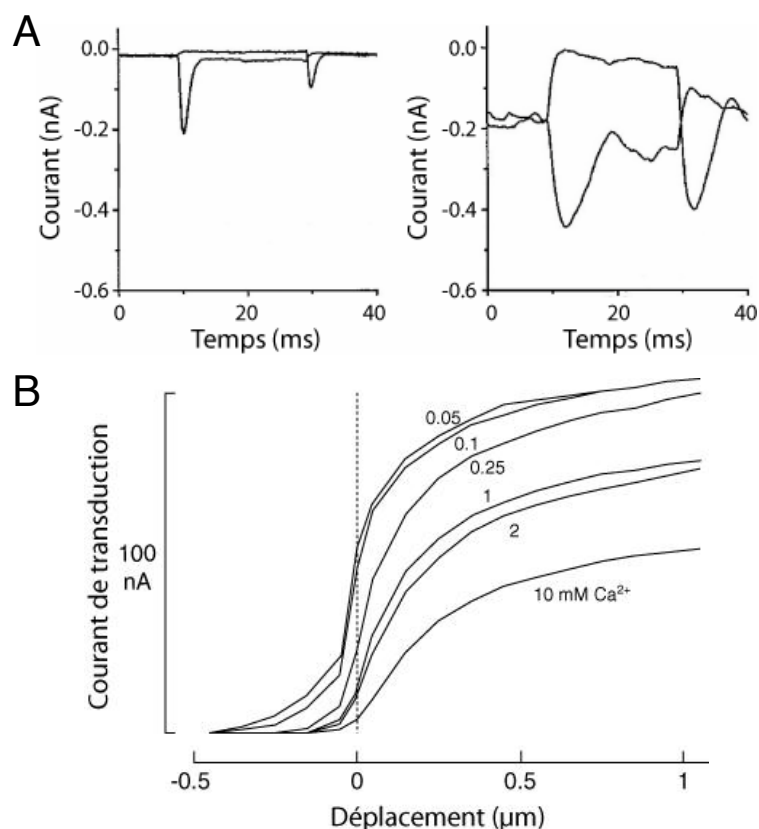 A
0.0
-0.2
-0.4
-0.6
Courant (nA)
0
20
40
Temps (ms)
0.0
-0.2
-0.4
-0.6
Courant (nA)
0
20
40
Temps (ms)
B
Courant de transduction
100
nA
0.05
0.1
0.25
1
2
10 mM Ca²⁺
-0.5
0
0.5
1
Déplacement (μm)